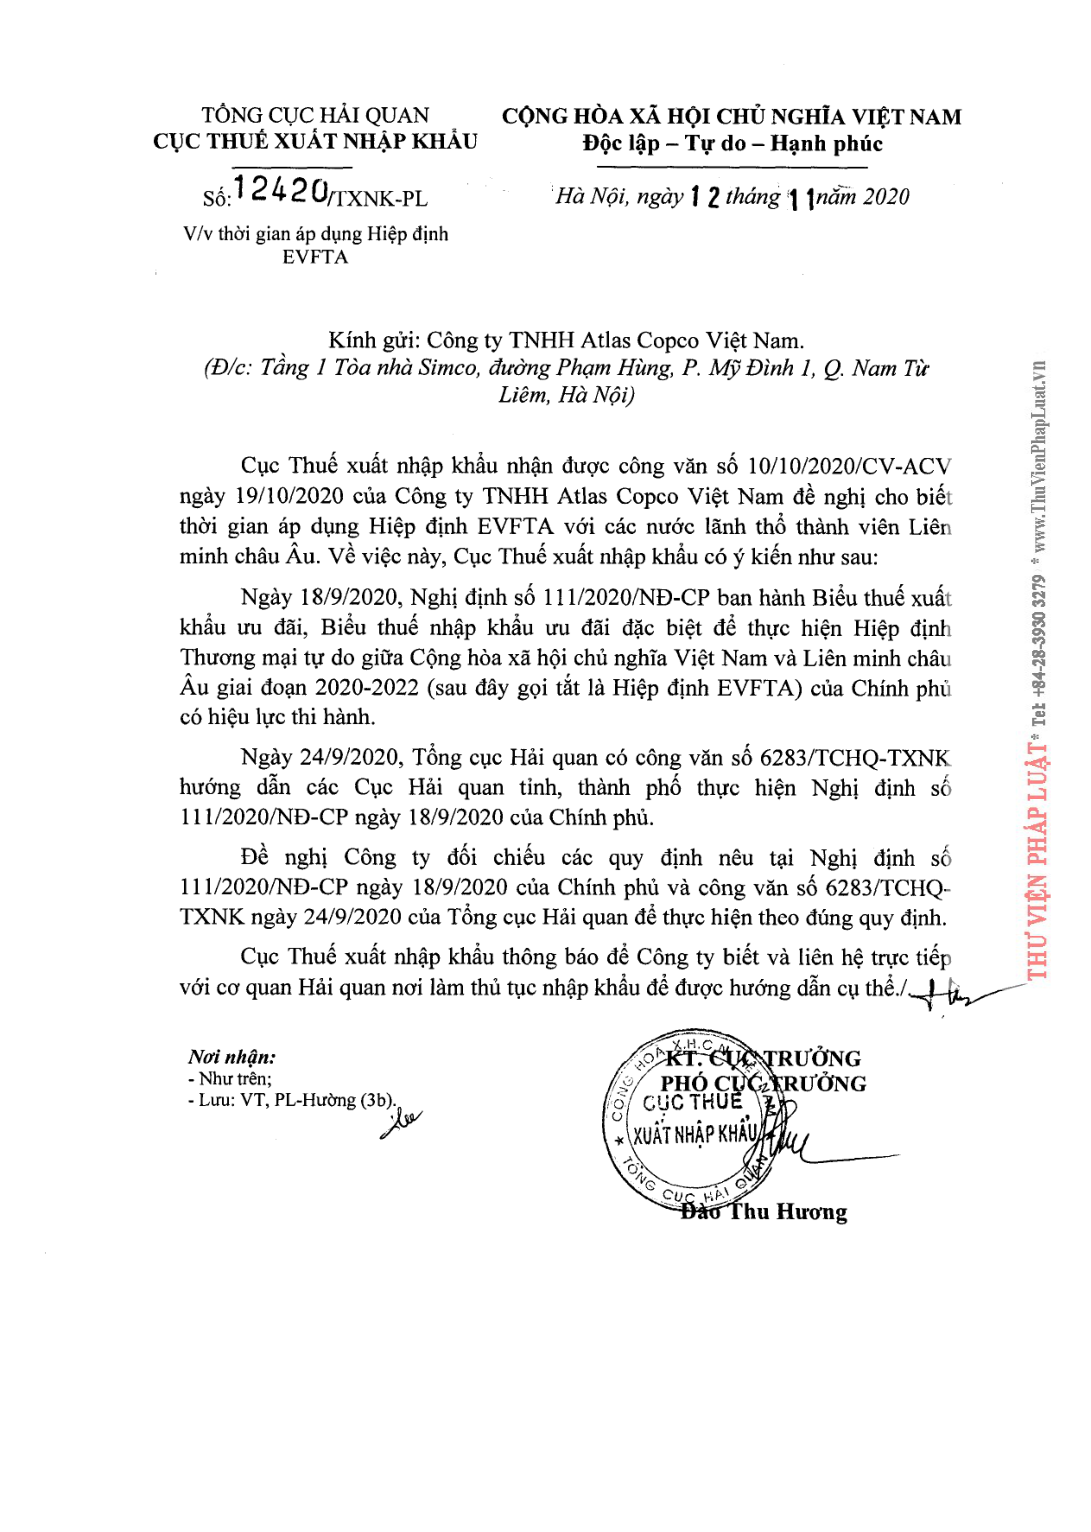 TỔNG CỤC HẢI QUAN
CỤC THUẾ XUẤT NHẬP KHẨU
CỘNG HÒA XÃ HỘI CHỦ NGHĨA VIỆT NAM
Độc lập – Tự do – Hạnh phúc
Số: 12420/TXNK-PL
Hà Nội, ngày 12 tháng 11 năm 2020
V/v thời gian áp dụng Hiệp định
EVFTA
Kính gửi: Công ty TNHH Atlas Copco Việt Nam.
(Đ/c: Tầng 1 Tòa nhà Simco, đường Phạm Hùng, P. Mỹ Đình 1, Q. Nam Từ
Liêm, Hà Nội)
Cục Thuế xuất nhập khẩu nhận được công văn số 10/10/2020/CV-ACV
ngày 19/10/2020 của Công ty TNHH Atlas Copco Việt Nam đề nghị cho biết
thời gian áp dụng Hiệp định EVFTA với các nước lãnh thổ thành viên Liên
minh châu Âu. Về việc này, Cục Thuế xuất nhập khẩu có ý kiến như sau:
Ngày 18/9/2020, Nghị định số 111/2020/NĐ-CP ban hành Biểu thuế xuất
khẩu ưu đãi, Biểu thuế nhập khẩu ưu đãi đặc biệt để thực hiện Hiệp định
Thương mại tự do giữa Cộng hòa xã hội chủ nghĩa Việt Nam và Liên minh châu
Âu giai đoạn 2020-2022 (sau đây gọi tắt là Hiệp định EVFTA) của Chính phủ
có hiệu lực thi hành.
Ngày 24/9/2020, Tổng cục Hải quan có công văn số 6283/TCHQ-TXNK
hướng dẫn các Cục Hải quan tỉnh, thành phố thực hiện Nghị định số
111/2020/NĐ-CP ngày 18/9/2020 của Chính phủ.
Đề nghị Công ty đối chiếu các quy định nêu tại Nghị định số
111/2020/NĐ-CP ngày 18/9/2020 của Chính phủ và công văn số 6283/TCHQ-
TXNK ngày 24/9/2020 của Tổng cục Hải quan để thực hiện theo đúng quy định.
Cục Thuế xuất nhập khẩu thông báo để Công ty biết và liên hệ trực tiếp
với cơ quan Hải quan nơi làm thủ tục nhập khẩu để được hướng dẫn cụ thể./.
Nơi nhận:
- Như trên;
- Lưu: VT, PL-Hường (3b).
KT. CỤC TRƯỞNG
PHÓ CỤC TRƯỞNG
CỘNG HÒA X.H.C.N VIỆT NAM
CỤC THUẾ
XUẤT NHẬP KHẨU
★ TỔNG CỤC HẢI QUAN ★
Đào Thu Hương
THƯ VIỆN PHÁP LUẬT * Tel: +84-28-3930 3279 * www.ThuVienPhapLuat.vn